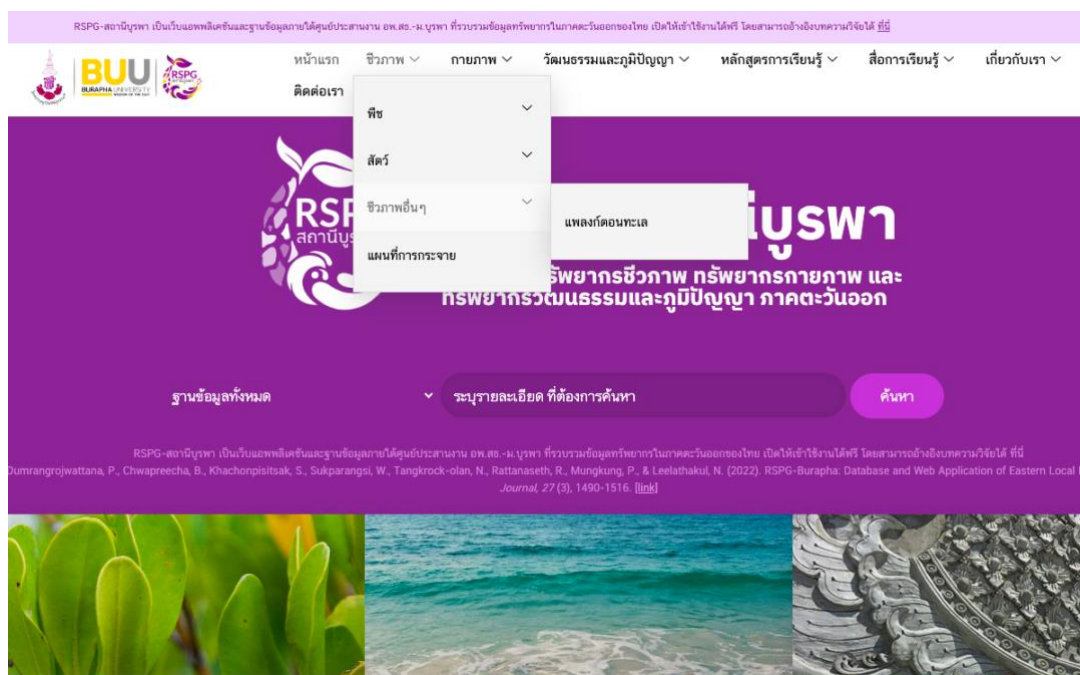 RSPG-สถานีบูรพา เป็นเว็บแอพพลิเคชันและฐานข้อมูลภายใต้ศูนย์ประสานงาน อพ.สธ.-ม.บูรพา ที่รวบรวมข้อมูลทรัพยากรในภาคตะวันออกของไทย เปิดให้เข้าใช้งานได้ฟรี โดยสามารถอ้างอิงบทความวิจัยได้ ที่นี่
BUU
BURAPHA UNIVERSITY
WISDOM OF THE EAST
RSPG
หน้าแรก ชีวภาพ กายภาพ วัฒนธรรมและภูมิปัญญา หลักสูตรการเรียนรู้ สื่อการเรียนรู้ เกี่ยวกับเรา
ติดต่อเรา
พืช
สัตว์
ชีวภาพอื่นๆ
แพลงก์ตอนทะเล
แผนที่การกระจาย
RSP
สถานีบูร
บูรพา
รัพยากรชีวภาพ ทรัพยากรกายภาพ และ
ทรัพยากรวัฒนธรรมและภูมิปัญญา ภาคตะวันออก
ฐานข้อมูลทั้งหมด ระบุรายละเอียด ที่ต้องการค้นหา ค้นหา
RSPG-สถานีบูรพา เป็นเว็บแอพพลิเคชันและฐานข้อมูลภายใต้ศูนย์ประสานงาน อพ.สธ.-ม.บูรพา ที่รวบรวมข้อมูลทรัพยากรในภาคตะวันออกของไทย เปิดให้เข้าใช้งานได้ฟรี โดยสามารถอ้างอิงบทความวิจัยได้ ที่นี่
Dumrangrojwattana, P., Chwapreecha, B., Khachonpisitsak, S., Sukparangsi, W., Tangkrock-olan, N., Rattanaseth, R., Mungkung, P., & Leelathakul, N. (2022). RSPG-Burapha: Database and Web Application of Eastern Local
Journal, 27 (3), 1490-1516. [link]